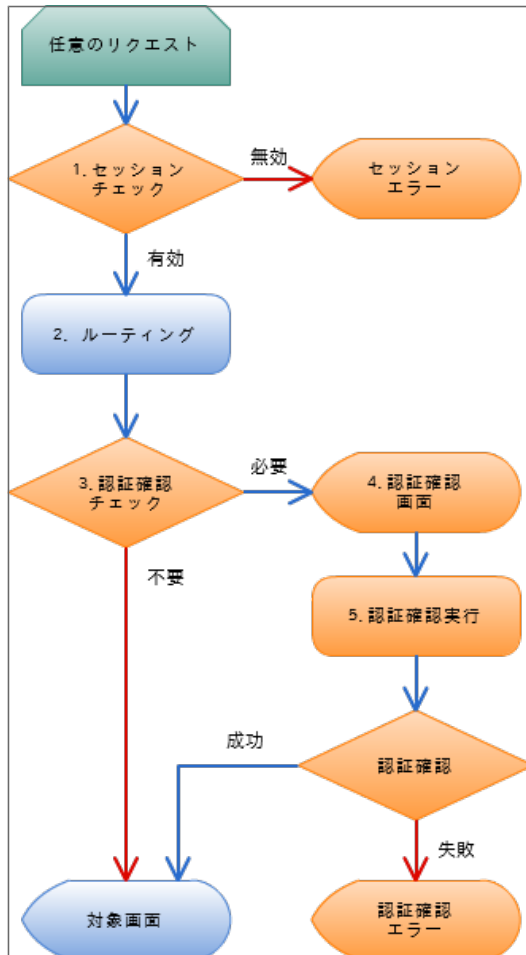 任意のリクエスト
1.セッション
チェック
無効
セッション
エラー
有効
2. ルーティング
3.認証確認
チェック
必要
4.認証確認
画面
不要
5.認証確認実行
成功
認証確認
失敗
対象画面
認証確認
エラー